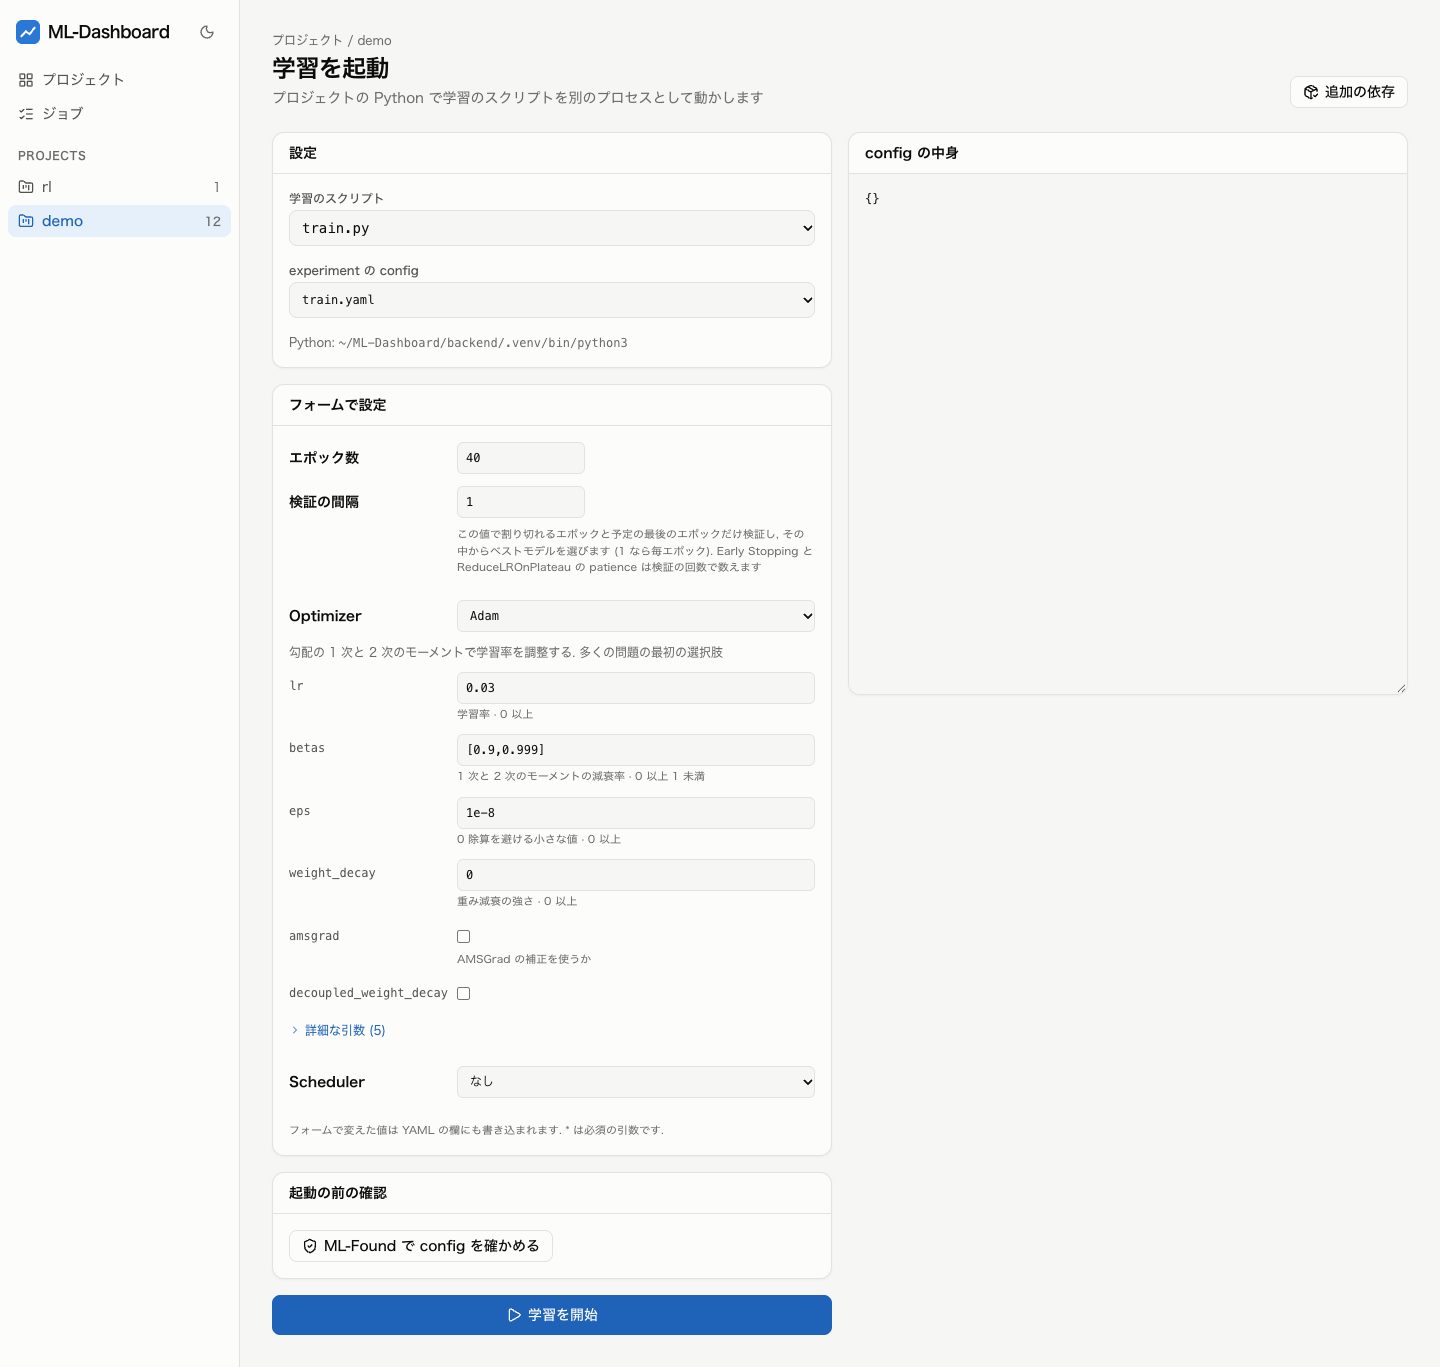 ML-Dashboard
プロジェクト
ジョブ
PROJECTS
rl 1
demo 12
プロジェクト / demo
学習を起動
プロジェクトの Python で学習のスクリプトを別のプロセスとして動かします
追加の依存
設定
学習のスクリプト
train.py
experiment の config
train.yaml
Python: ~/ML-Dashboard/backend/.venv/bin/python3
フォームで設定
エポック数 40
検証の間隔 1
この値で割り切れるエポックと予定の最後のエポックだけ検証し, その
中からベストモデルを選びます (1 なら毎エポック). Early Stopping と
ReduceLROnPlateau の patience は検証の回数で数えます
Optimizer Adam
勾配の 1 次と 2 次のモーメントで学習率を調整する. 多くの問題の最初の選択肢
lr 0.03
学習率 · 0 以上
betas [0.9,0.999]
1 次と 2 次のモーメントの減衰率 · 0 以上 1 未満
eps 1e-8
0 除算を避ける小さな値 · 0 以上
weight_decay 0
重み減衰の強さ · 0 以上
amsgrad
AMSGrad の補正を使うか
decoupled_weight_decay
詳細な引数 (5)
Scheduler なし
フォームで変えた値は YAML の欄にも書き込まれます. * は必須の引数です.
起動の前の確認
ML-Found で config を確かめる
学習を開始
config の中身
{}